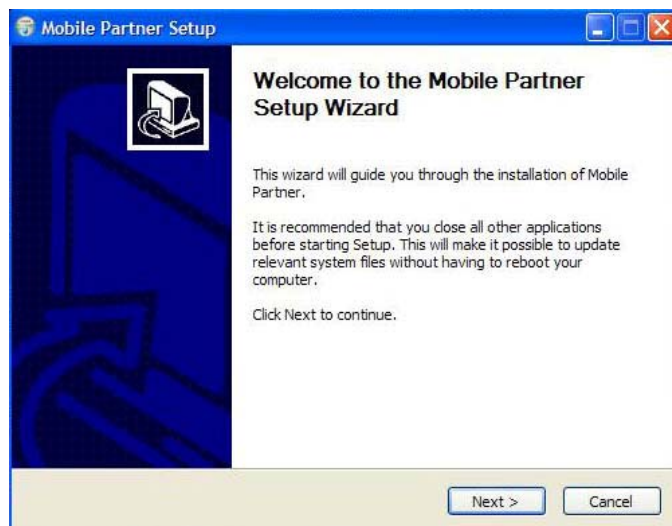 Mobile Partner Setup
Welcome to the Mobile Partner
Setup Wizard
This wizard will guide you through the installation of Mobile
Partner.
It is recommended that you close all other applications
before starting Setup. This will make it possible to update
relevant system files without having to reboot your
computer.
Click Next to continue.
Next >
Cancel